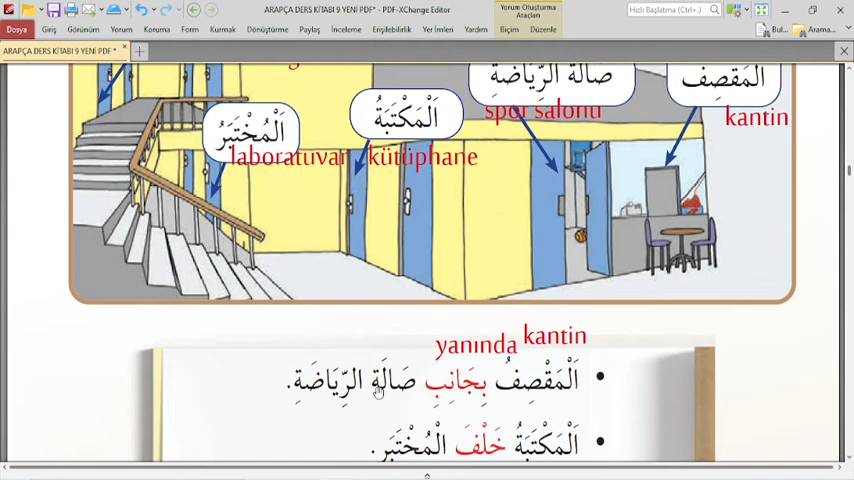 ARAPÇA DERS KİTABI 9 YENİ PDF* - PDF-XChange Editor
Yorum Oluşturma Araçları
Hızlı Başlatma (Ctrl+.)
Dosya Giriş Görünüm Yorum Koruma Form Kurmak Dönüştürme Paylaş İnceleme Erişilebilirlik Yer İmleri Yardım Biçim Düzenle Bul... Arama...
ARAPÇA DERS KİTABI 9 YENİ PDF *
اَلْمَقْصِفُ
kantin
صَالَةُ الرِّيَاضَةِ
spor salonu
اَلْمَكْتَبَةُ
kütüphane
اَلْمُخْتَبَرُ
laboratuvar
kantin
yanında
• اَلْمَقْصِفُ بِجَانِبِ صَالَةِ الرِّيَاضَةِ.
• اَلْمَكْتَبَةُ خَلْفَ الْمُخْتَبَرِ.